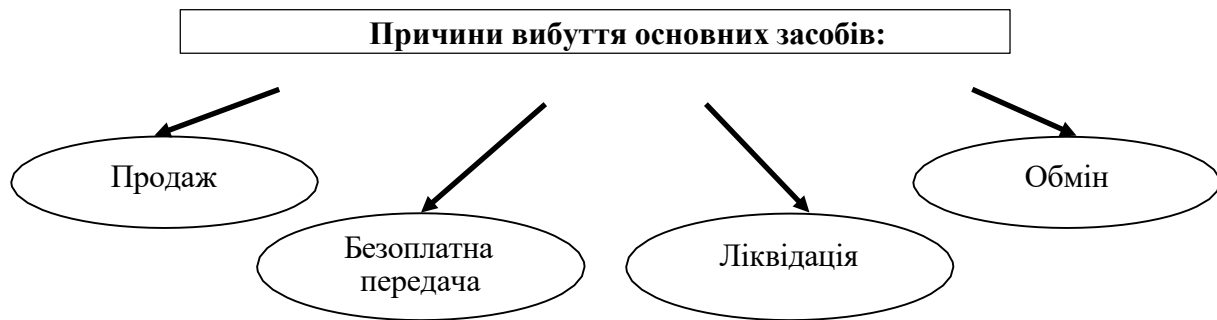 Причини вибуття основних засобів:
Продаж
Безоплатна
передача
Ліквідація
Обмін